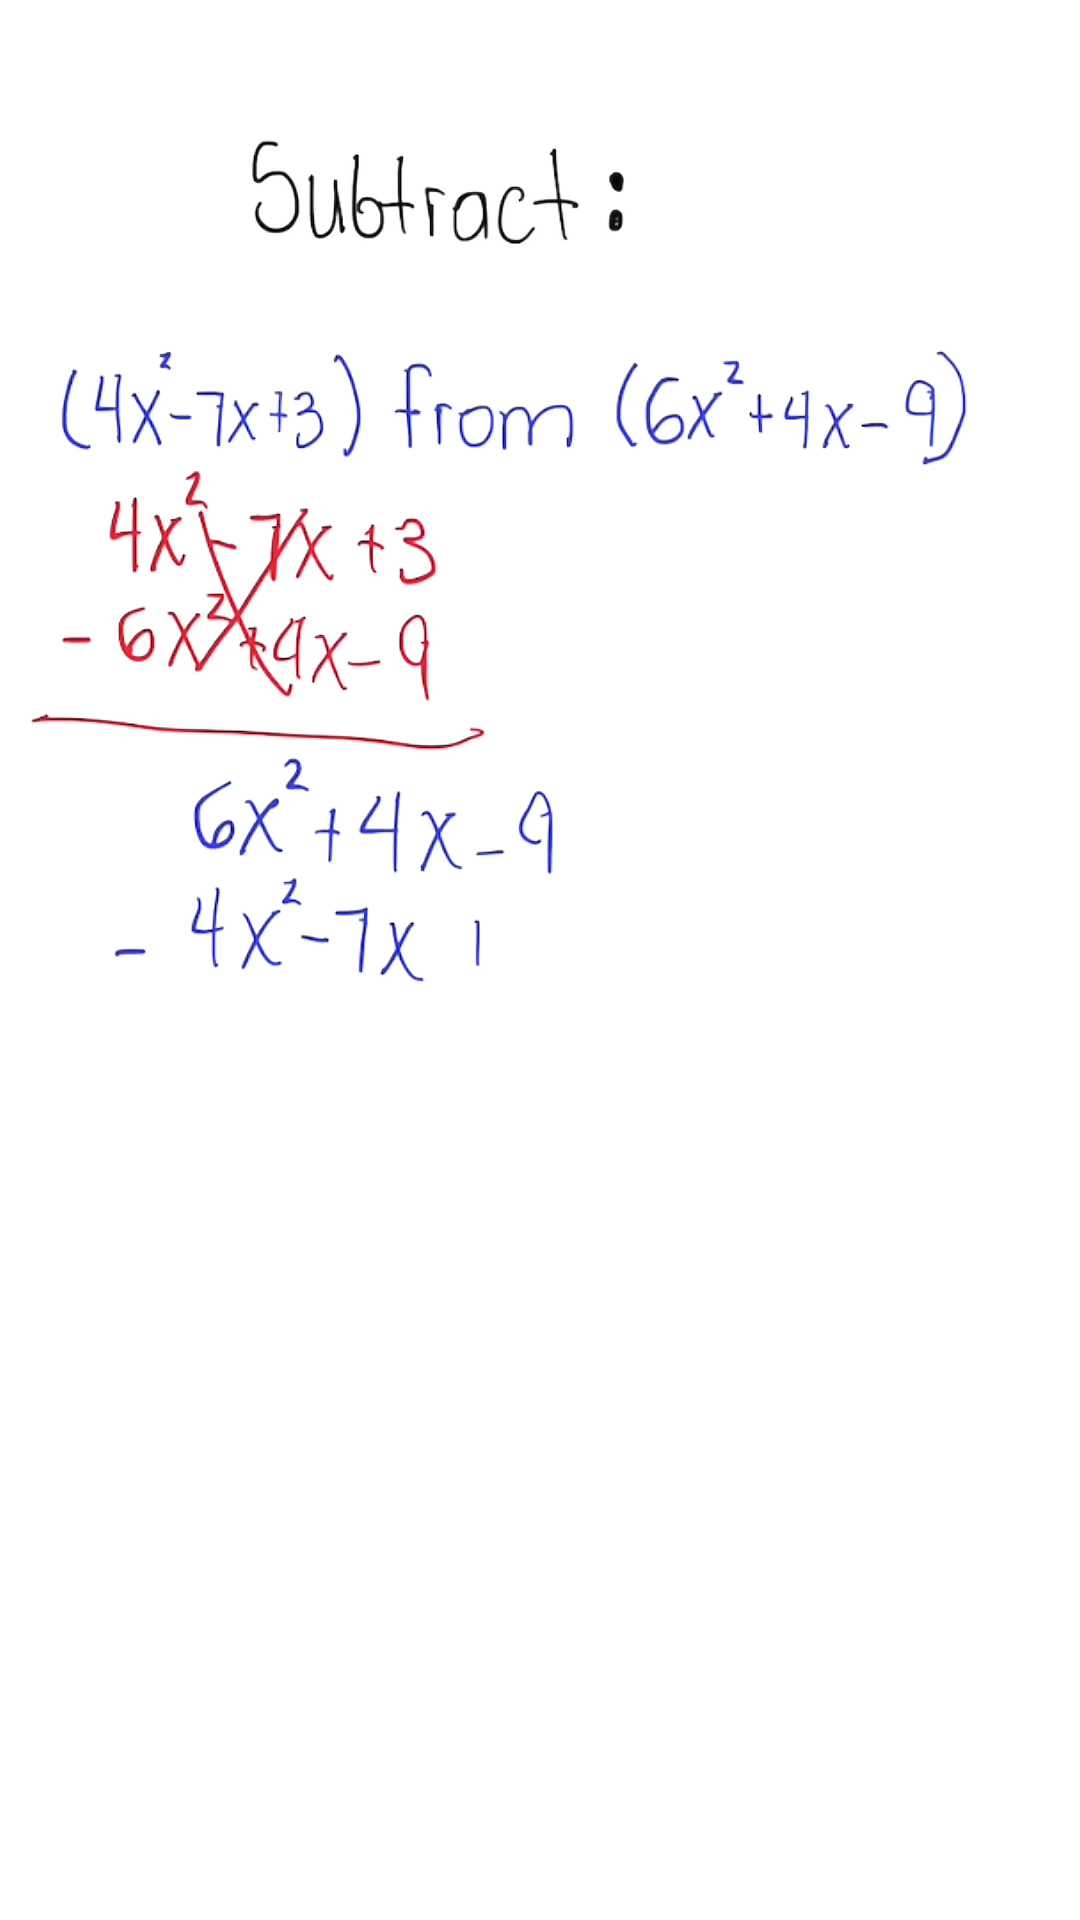 Subtract:
(4x²-7x+3) from (6x²+4x-9)
4x²-7x+3
- 6x²+4x-9
6x²+4x-9
- 4x²-7x |